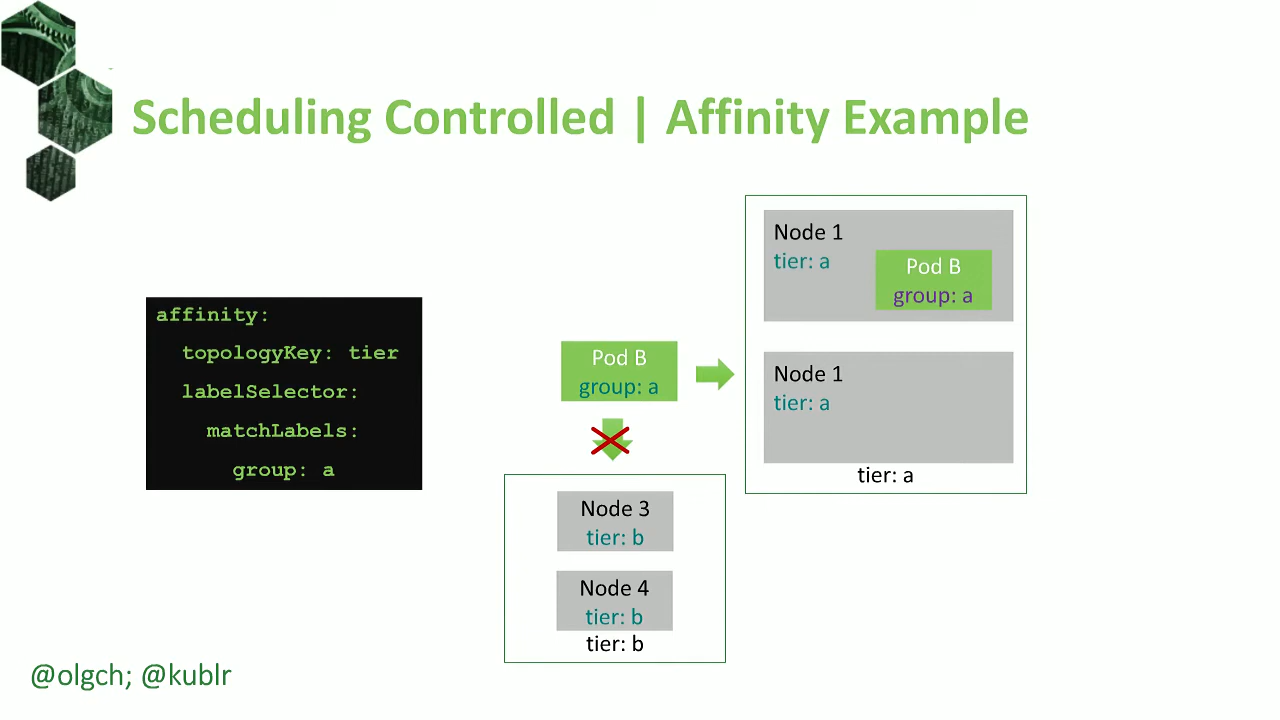 Scheduling Controlled | Affinity Example
affinity:
topologyKey: tier
labelSelector:
matchLabels:
group: a
Pod B
group: a
Node 1
tier: a
Pod B
group: a
Node 1
tier: a
tier: a
Node 3
tier: b
Node 4
tier: b
tier: b
@olgch; @kublr